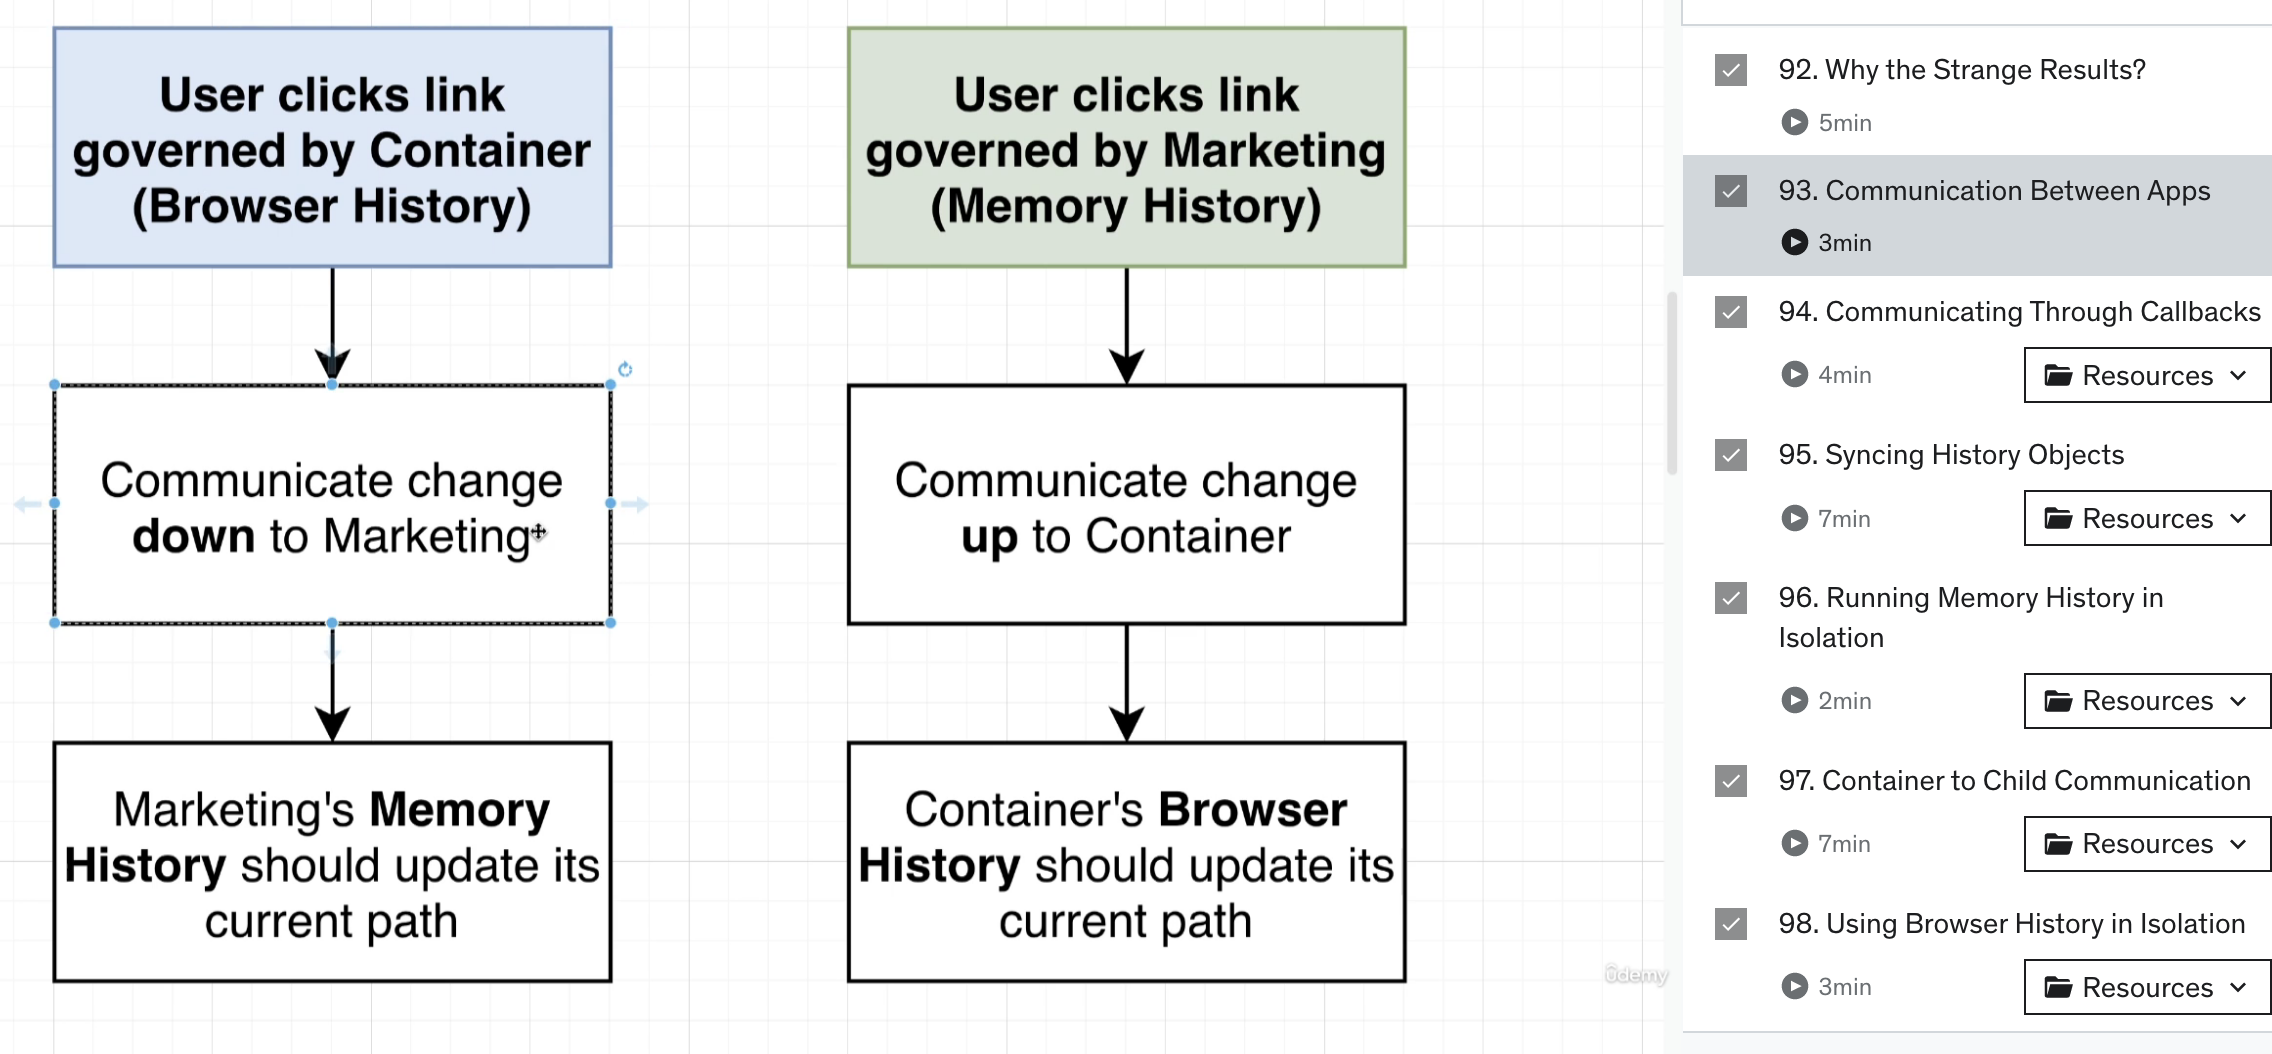 User clicks link
governed by Container
(Browser History)
Communicate change
down to Marketing
Marketing's Memory
History should update its
current path
User clicks link
governed by Marketing
(Memory History)
Communicate change
up to Container
Container's Browser
History should update its
current path
ûdemy
92. Why the Strange Results?
5min
93. Communication Between Apps
3min
94. Communicating Through Callbacks
4min
Resources
95. Syncing History Objects
7min
Resources
96. Running Memory History in
Isolation
2min
Resources
97. Container to Child Communication
7min
Resources
98. Using Browser History in Isolation
3min
Resources